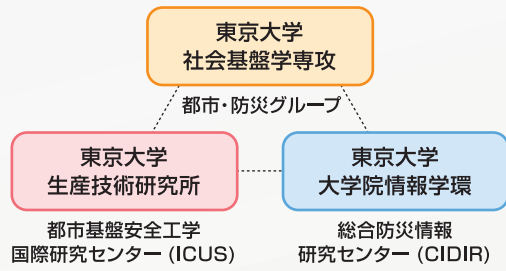 東京大学
社会基盤学専攻
都市・防災グループ
東京大学
生産技術研究所
東京大学
大学院情報学環
都市基盤安全工学
国際研究センター (ICUS)
総合防災情報
研究センター (CIDIR)